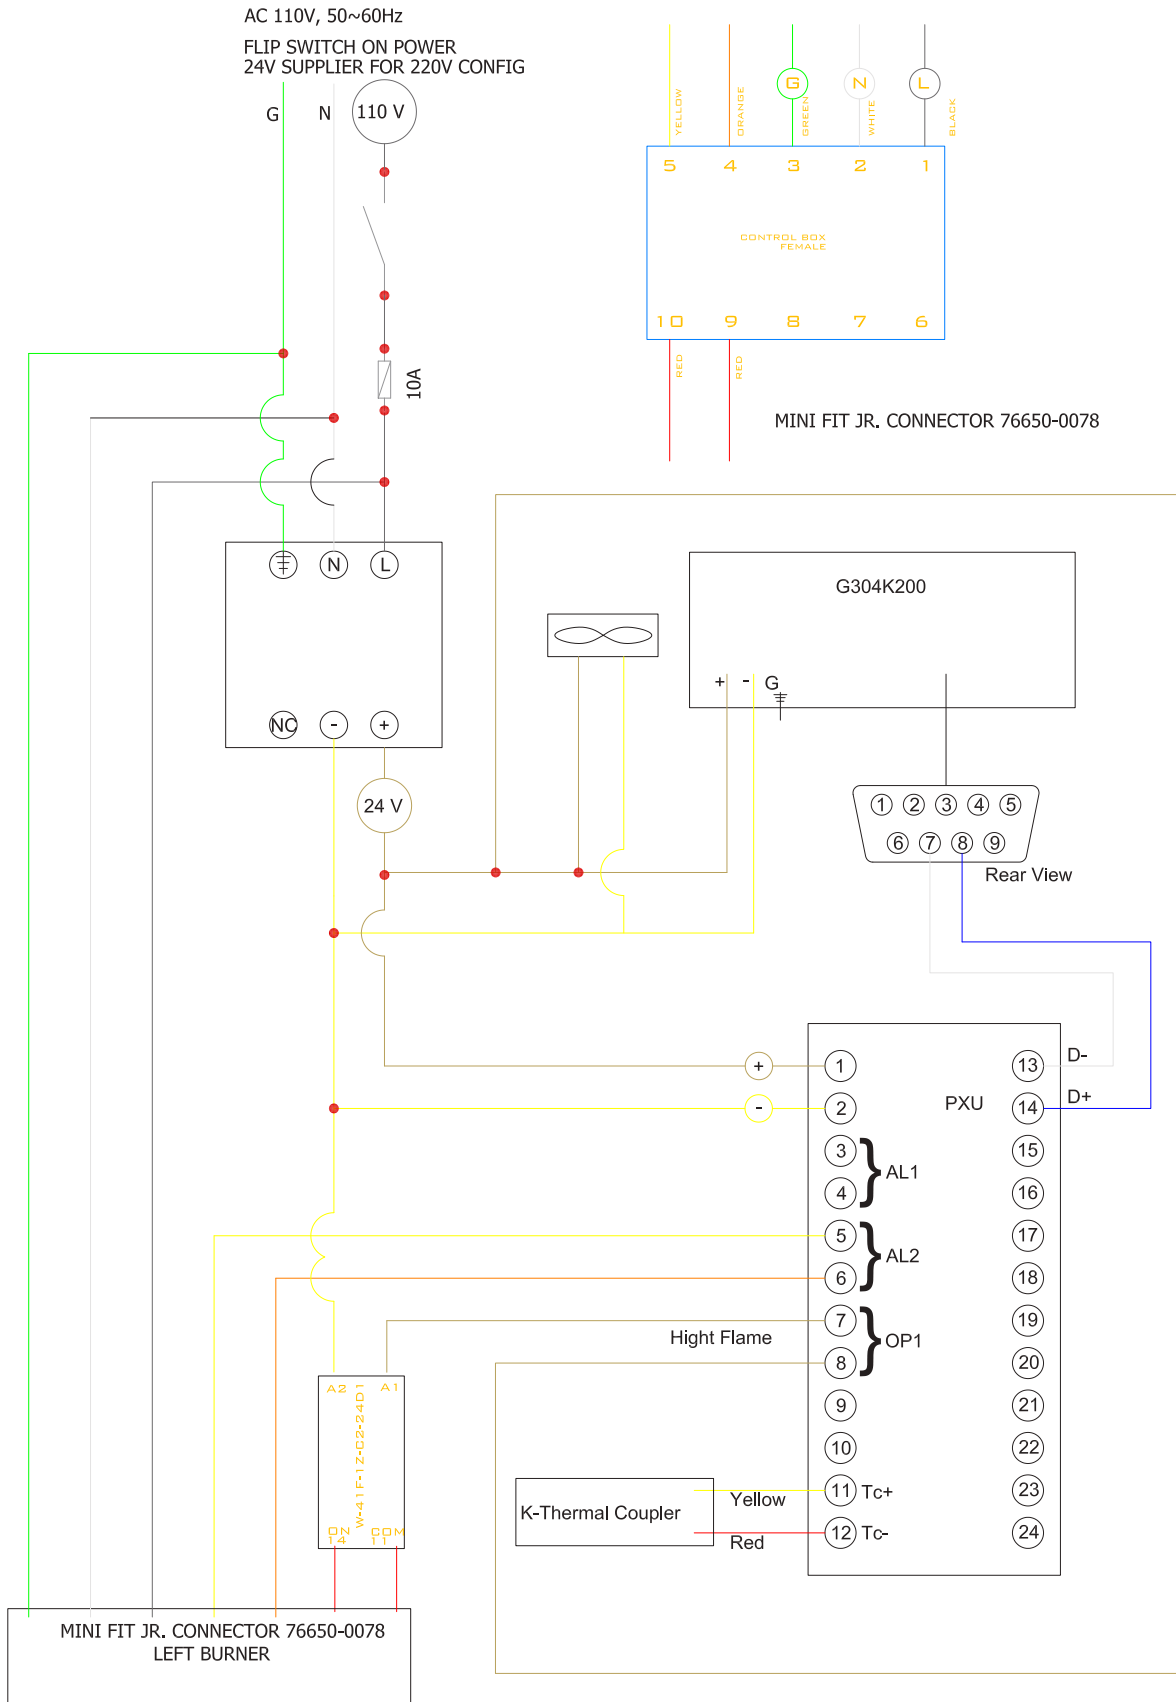 AC 110V, 50~60Hz
FLIP SWITCH ON POWER
24V SUPPLIER FOR 220V CONFIG
G
N
110 V
10A
YELLOW
ORANGE
GREEN
WHITE
BLACK
G
N
L
5 4 3 2 1
CONTROL BOX
FEMALE
10 9 8 7 6
RED
RED
MINI FIT JR. CONNECTOR 76650-0078
N
L
NC
-
+
24 V
G304K200
+ - G
1 2 3 4 5
6 7 8 9
Rear View
+
-
PXU
1
2
3
4
AL1
5
6
AL2
7
8
OP1
9
10
11 Tc+
12 Tc-
13 D-
14 D+
15
16
17
18
19
20
21
22
23
24
Hight Flame
A2 A1
W-41F-1Z-C2-24D1
ON
14
COM
11
K-Thermal Coupler
Yellow
Red
MINI FIT JR. CONNECTOR 76650-0078
LEFT BURNER